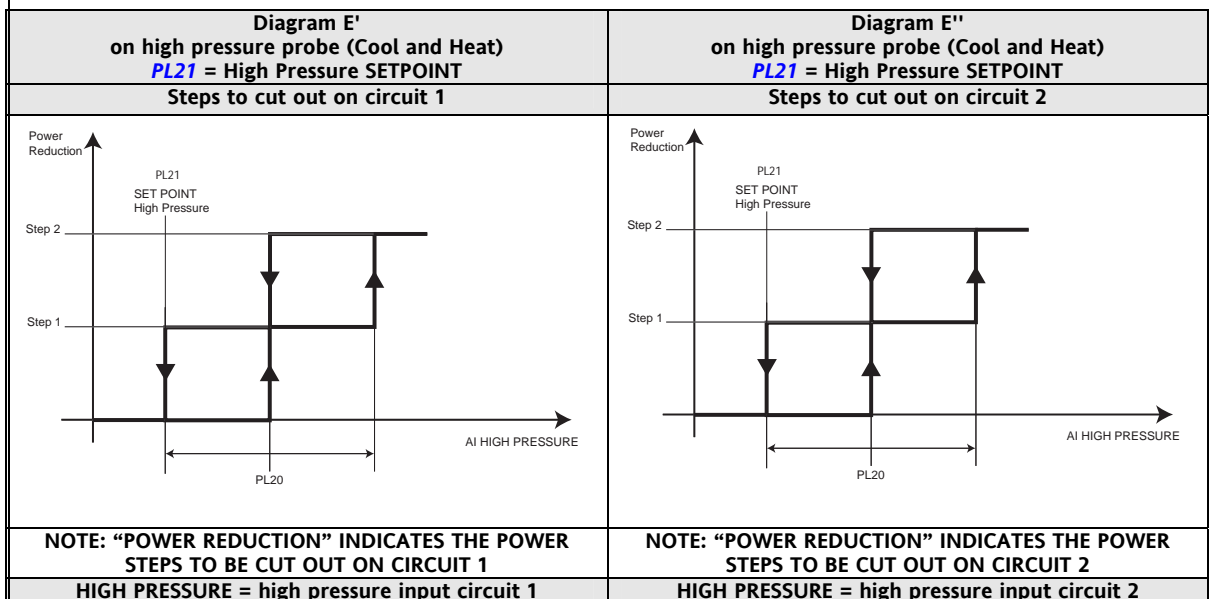 Diagram E'
on high pressure probe (Cool and Heat)
PL21 = High Pressure SETPOINT
Steps to cut out on circuit 1
Power
Reduction
PL21
SET POINT
High Pressure
Step 2
Step 1
AI HIGH PRESSURE
PL20
NOTE: “POWER REDUCTION” INDICATES THE POWER
STEPS TO BE CUT OUT ON CIRCUIT 1
HIGH PRESSURE = high pressure input circuit 1
Diagram E''
on high pressure probe (Cool and Heat)
PL21 = High Pressure SETPOINT
Steps to cut out on circuit 2
Power
Reduction
PL21
SET POINT
High Pressure
Step 2
Step 1
AI HIGH PRESSURE
PL20
NOTE: “POWER REDUCTION” INDICATES THE POWER
STEPS TO BE CUT OUT ON CIRCUIT 2
HIGH PRESSURE = high pressure input circuit 2